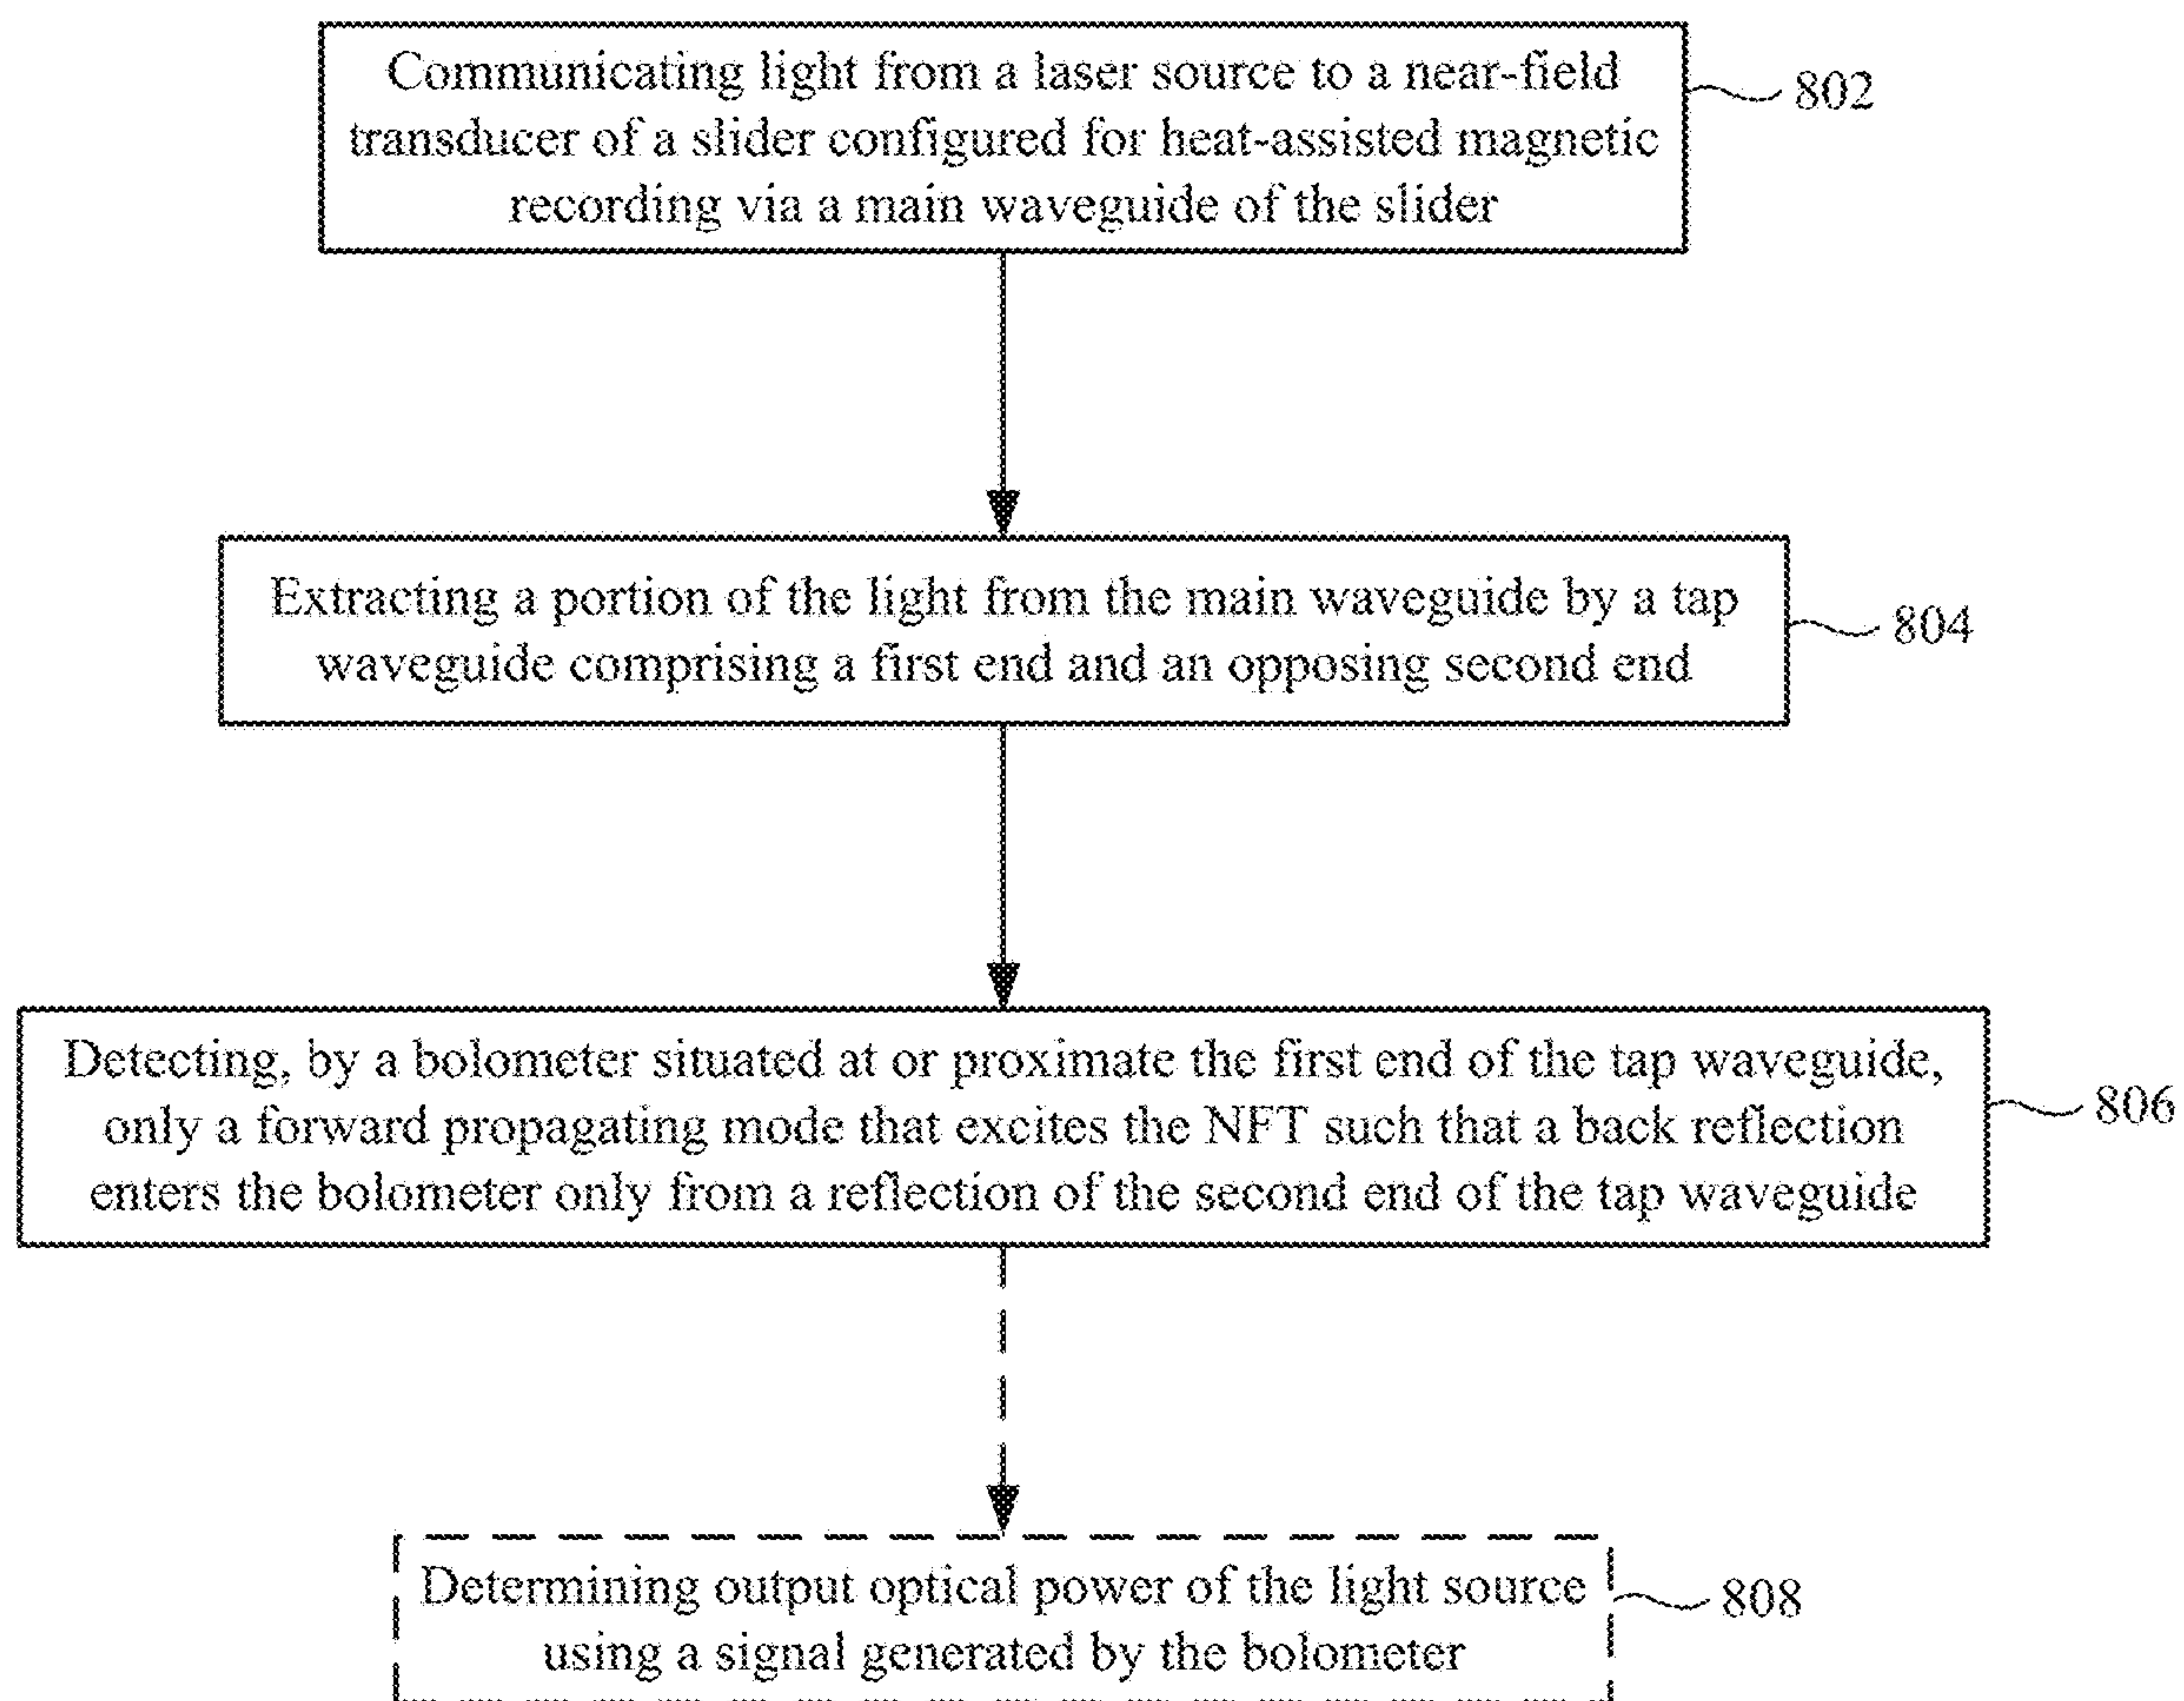 Communicating light from a laser source to a near-field
transducer of a slider configured for heat-assisted magnetic
recording via a main waveguide of the slider
802
Extracting a portion of the light from the main waveguide by a tap
waveguide comprising a first end and an opposing second end
804
Detecting, by a bolometer situated at or proximate the first end of the tap waveguide,
only a forward propagating mode that excites the NFT such that a back reflection
enters the bolometer only from a reflection of the second end of the tap waveguide
806
Determining output optical power of the light source
using a signal generated by the bolometer
808